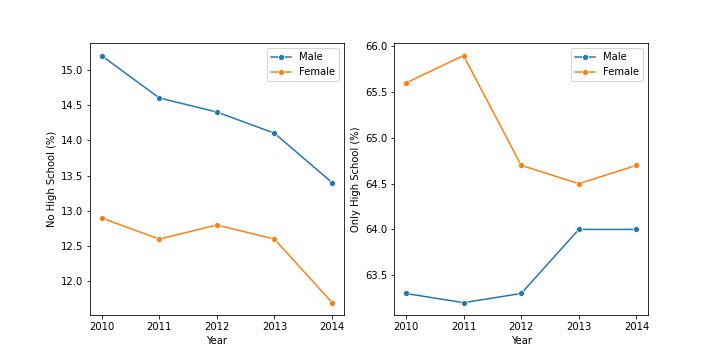 No High School (%)
15.0
14.5
14.0
13.5
13.0
12.5
12.0
Male
Female
2010 2011 2012 2013 2014
Year
Only High School (%)
66.0
65.5
65.0
64.5
64.0
63.5
Male
Female
2010 2011 2012 2013 2014
Year